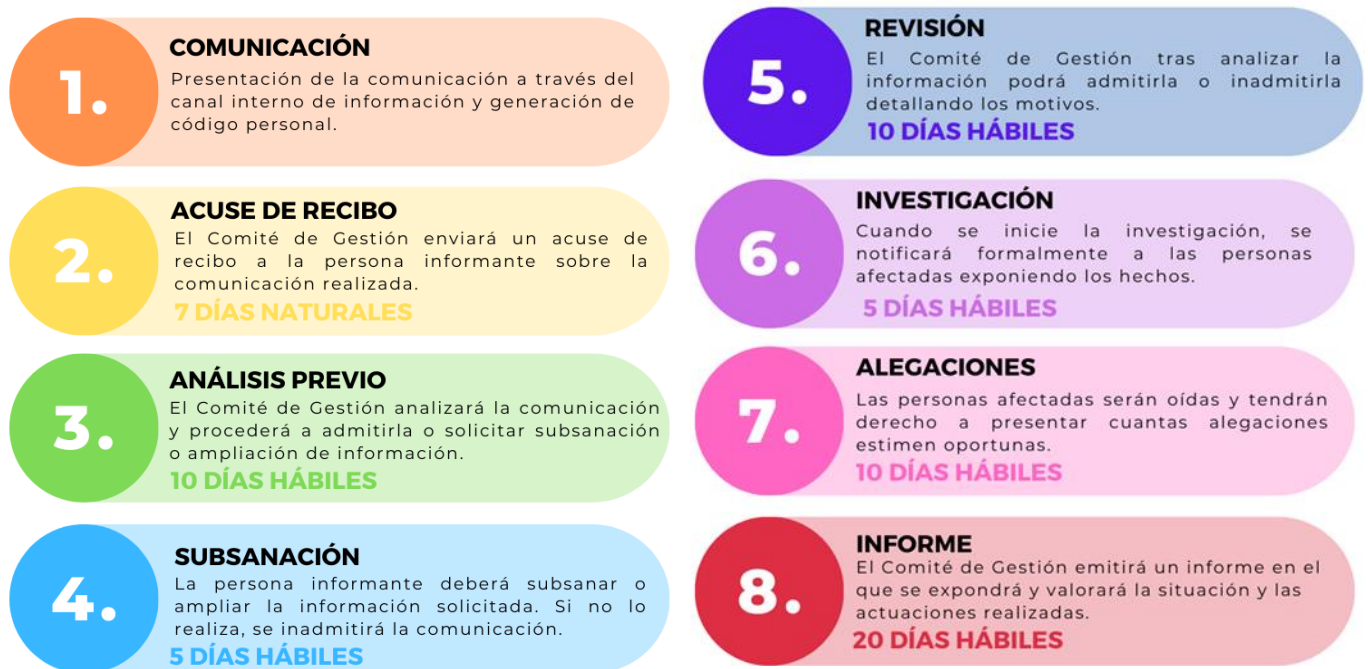 1.
COMUNICACIÓN
Presentación de la comunicación a través del
canal interno de información y generación de
código personal.
2.
ACUSE DE RECIBO
El Comité de Gestión enviará un acuse de
recibo a la persona informante sobre la
comunicación realizada.
7 DÍAS NATURALES
3.
ANÁLISIS PREVIO
El Comité de Gestión analizará la comunicación
y procederá a admitirla o solicitar subsanación
o ampliación de información.
10 DÍAS HÁBILES
4.
SUBSANACIÓN
La persona informante deberá subsanar o
ampliar la información solicitada. Si no lo
realiza, se inadmitirá la comunicación.
5 DÍAS HÁBILES
5.
REVISIÓN
El Comité de Gestión tras analizar la
información podrá admitirla o inadmitirla
detallando los motivos.
10 DÍAS HÁBILES
6.
INVESTIGACIÓN
Cuando se inicie la investigación, se
notificará formalmente a las personas
afectadas exponiendo los hechos.
5 DÍAS HÁBILES
7.
ALEGACIONES
Las personas afectadas serán oídas y tendrán
derecho a presentar cuantas alegaciones
estimen oportunas.
10 DÍAS HÁBILES
8.
INFORME
El Comité de Gestión emitirá un informe en el
que se expondrá y valorará la situación y las
actuaciones realizadas.
20 DÍAS HÁBILES